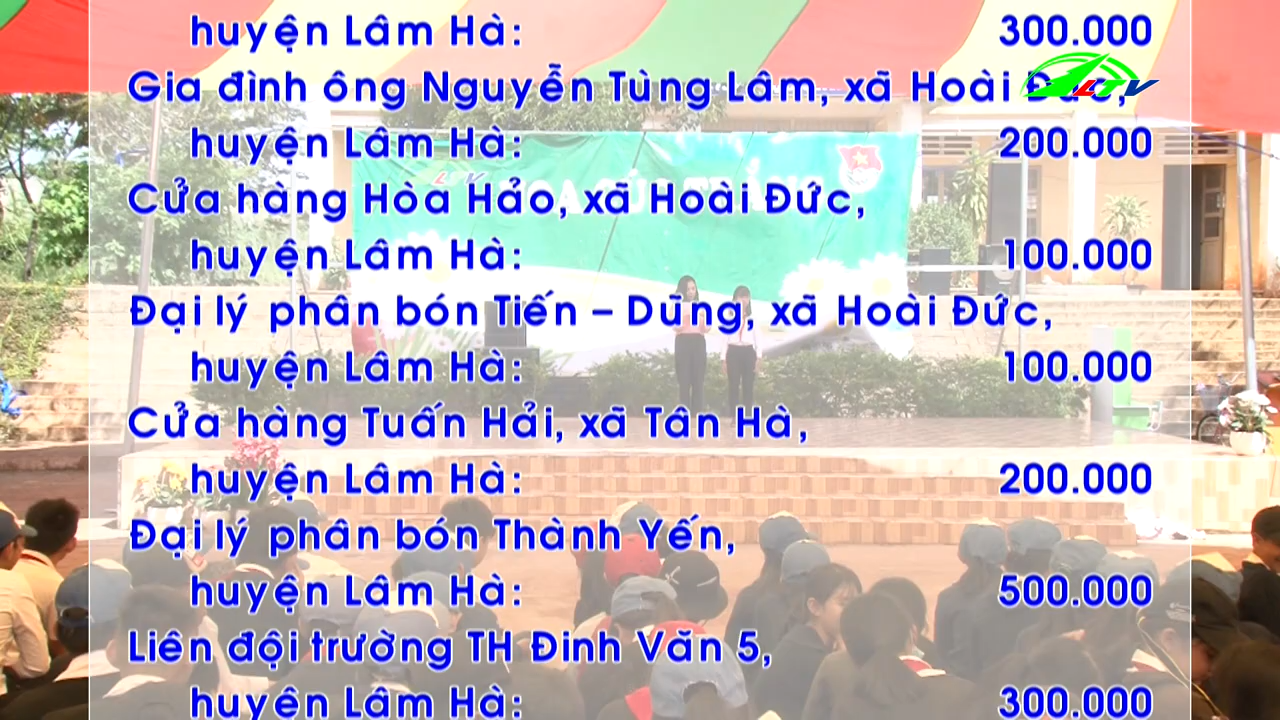 huyện Lâm Hà: 300.000
LTV
Gia đình ông Nguyễn Tùng Lâm, xã Hoài Đức,
huyện Lâm Hà: 200.000
Cửa hàng Hòa Hảo, xã Hoài Đức,
huyện Lâm Hà: 100.000
Đại lý phân bón Tiến – Dũng, xã Hoài Đức,
huyện Lâm Hà: 100.000
Cửa hàng Tuấn Hải, xã Tân Hà,
huyện Lâm Hà: 200.000
Đại lý phân bón Thành Yến,
huyện Lâm Hà: 500.000
Liên đội trường TH Đinh Văn 5,
huyện Lâm Hà: 300.000